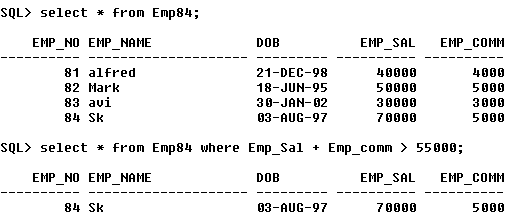 SQL> select * from Emp84;
EMP_NO EMP_NAME DOB EMP_SAL EMP_COMM
---------- -------------------- --------- ---------- ----------
81 alfred 21-DEC-98 40000 4000
82 Mark 18-JUN-95 50000 5000
83 avi 30-JAN-02 30000 3000
84 Sk 03-AUG-97 70000 5000
SQL> select * from Emp84 where Emp_Sal + Emp_comm > 55000;
EMP_NO EMP_NAME DOB EMP_SAL EMP_COMM
---------- -------------------- --------- ---------- ----------
84 Sk 03-AUG-97 70000 5000